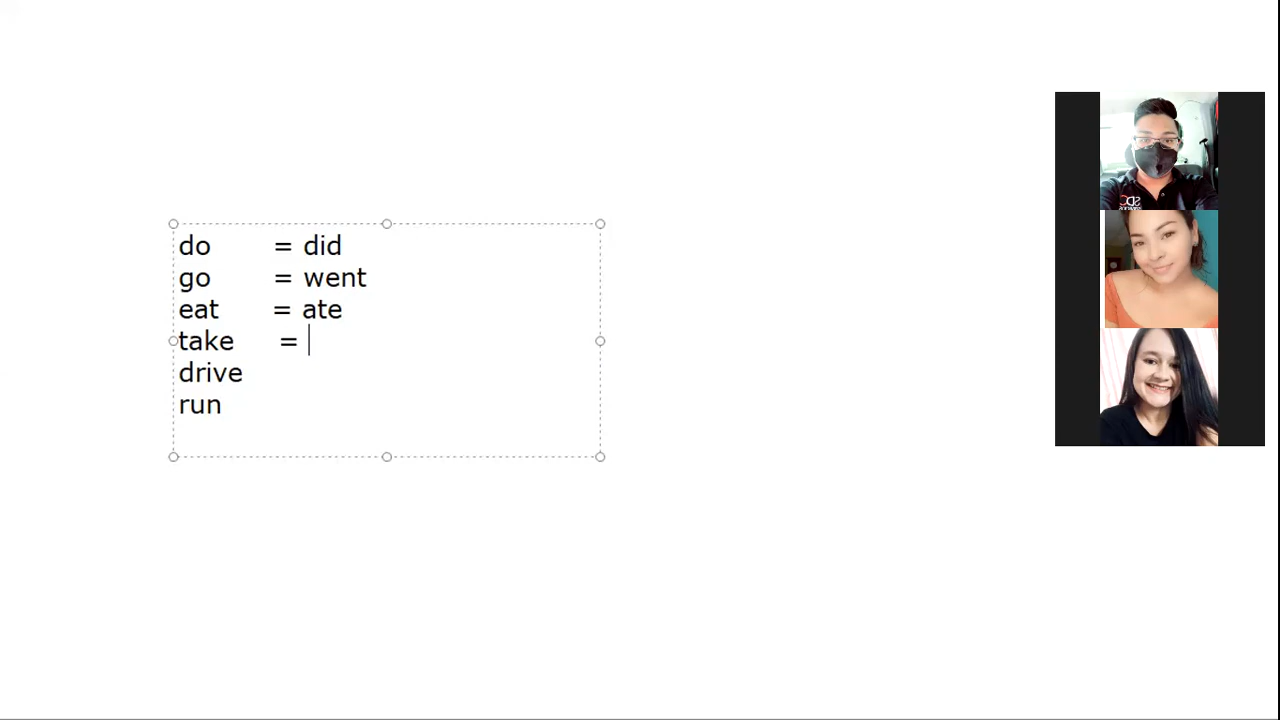 do = did
go = went
eat = ate
take =
drive
run